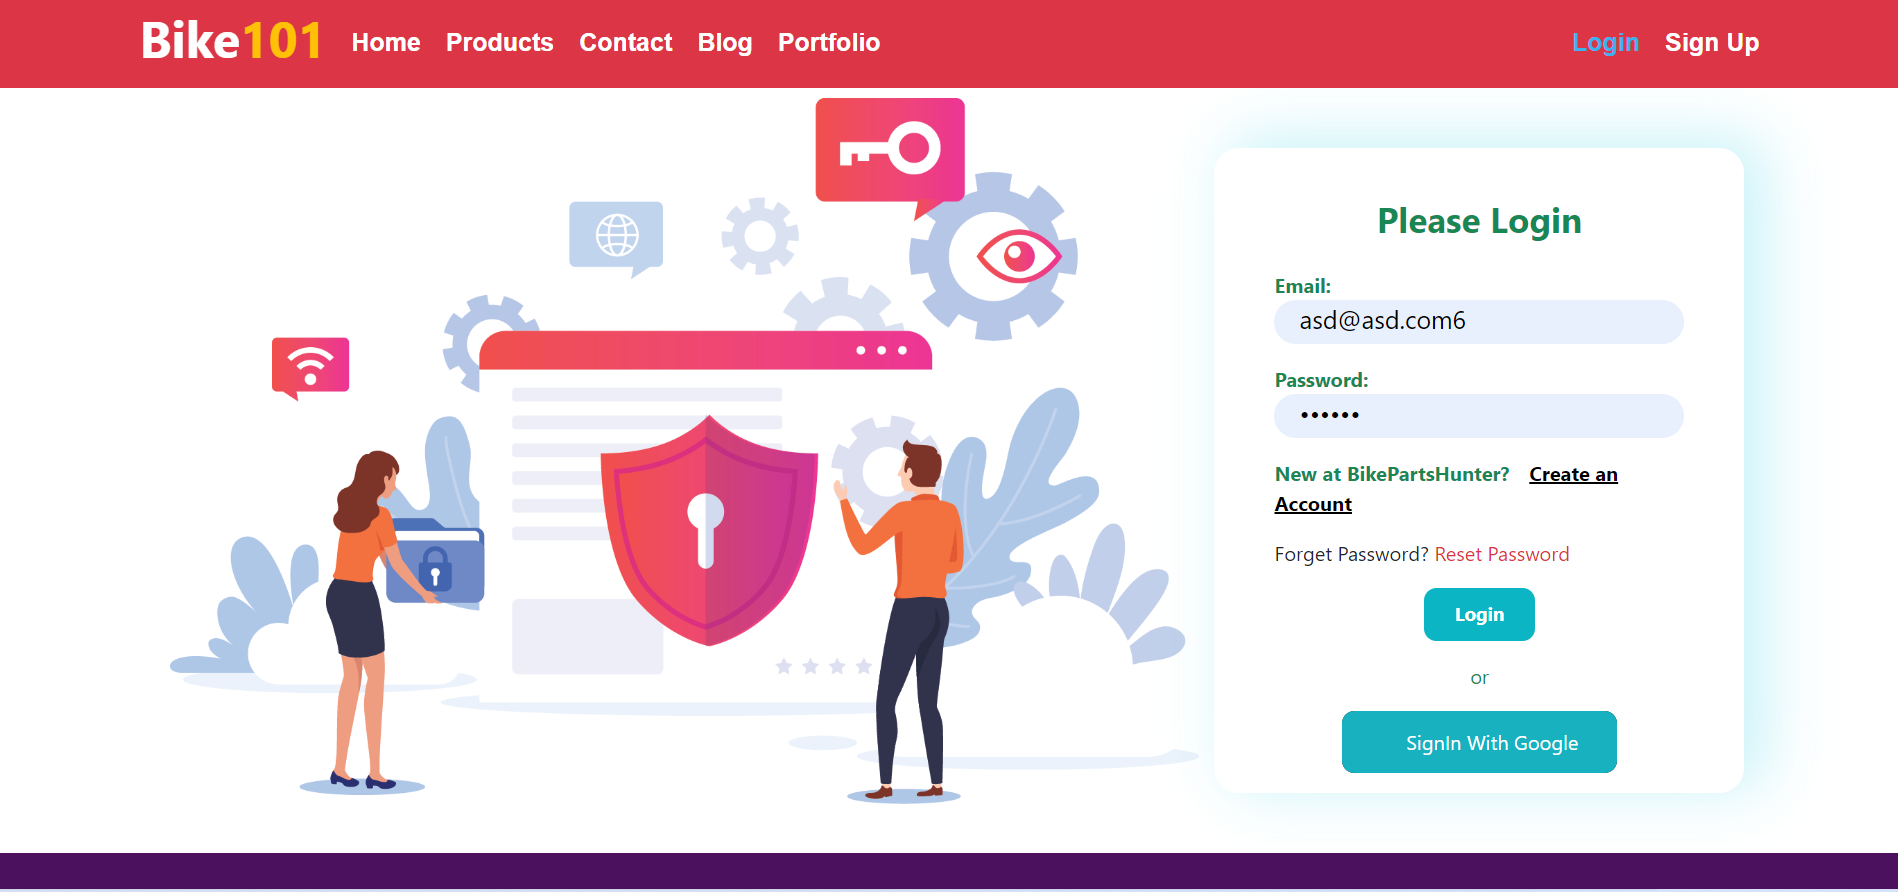 Bike101 Home Products Contact Blog Portfolio Login Sign Up
Please Login
Email:
asd@asd.com6
Password:
••••••
New at BikePartsHunter? Create an
Account
Forget Password? Reset Password
Login
or
SignIn With Google